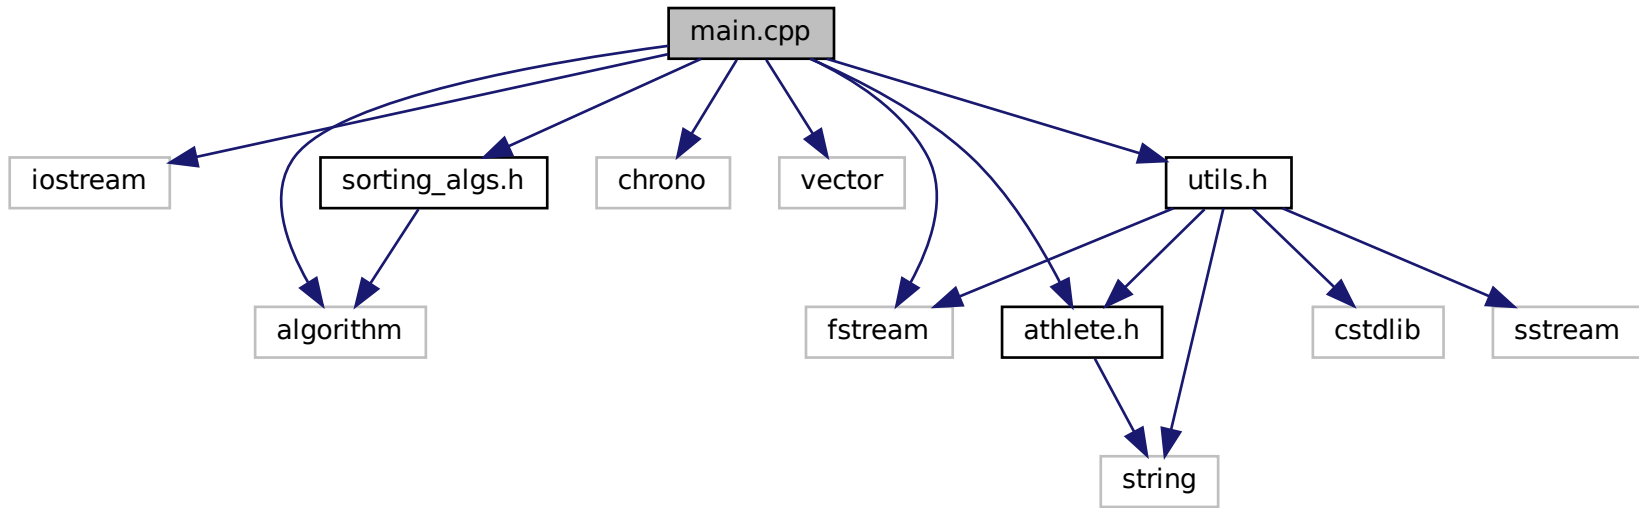 main.cpp
iostream
sorting_algs.h
chrono
vector
utils.h
algorithm
fstream
athlete.h
cstdlib
sstream
string